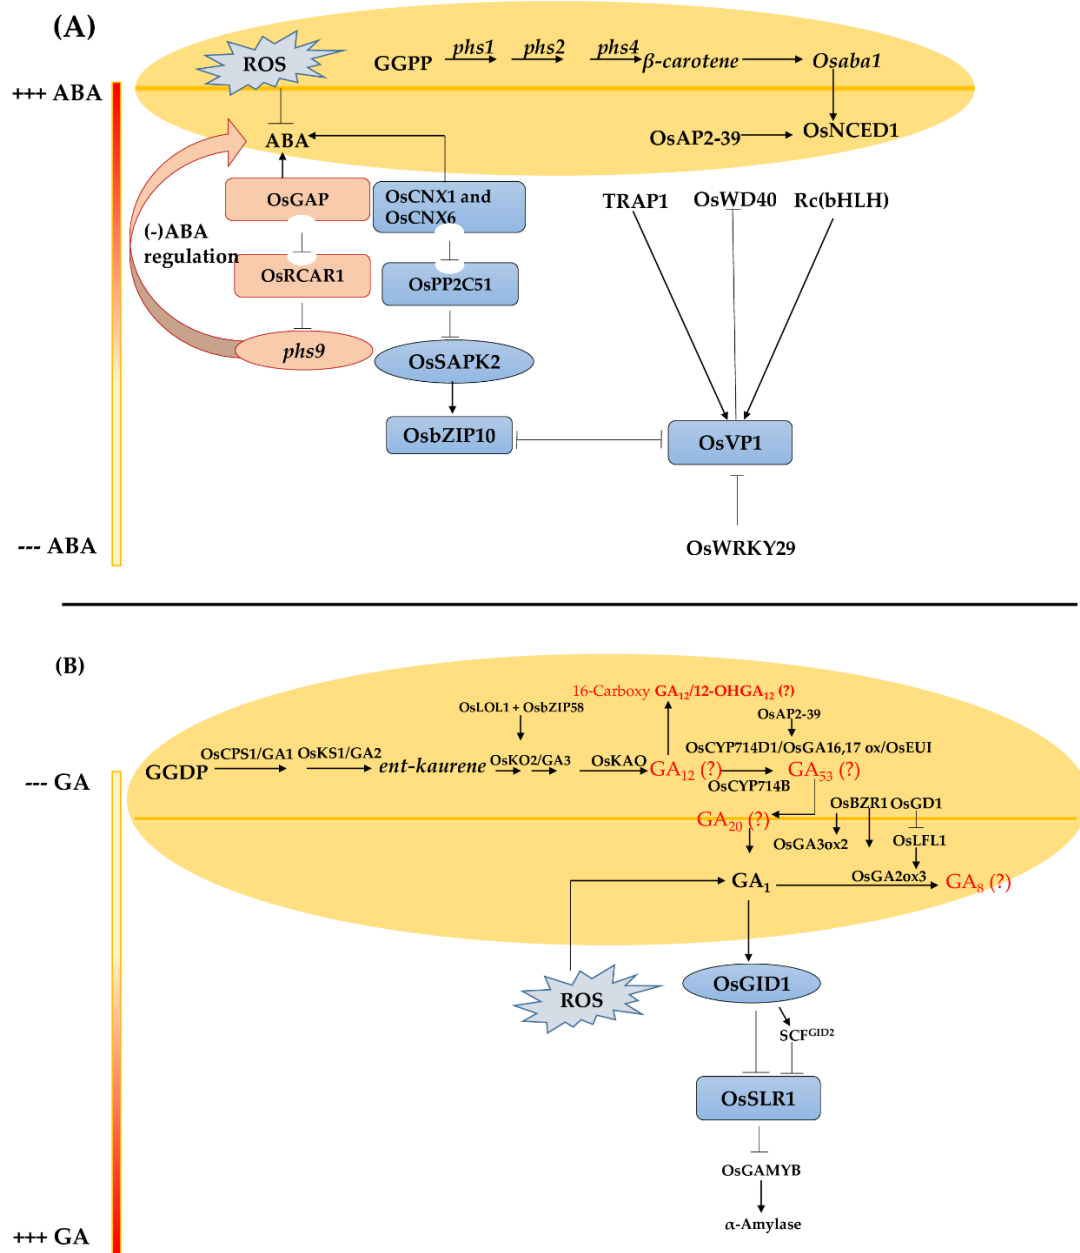 (A)
ROS
GGPP
phs1
phs2
phs4
β-carotene
Osaba1
+++ ABA
ABA
OsAP2-39
OsNCED1
OsGAP
OsCNX1 and
OsCNX6
TRAP1
OsWD40
Rc(bHLH)
(-)ABA
regulation
OsRCAR1
OsPP2C51
phs9
OsSAPK2
OsbZIP10
OsVP1
--- ABA
OsWRKY29
(B)
16-Carboxy GA12/12-OHGA12 (?)
OsLOL1 + OsbZIP58
OsAP2-39
OsCPS1/GA1
OsKS1/GA2
OsCYP714D1/OsGA16,17 ox/OsEUI
GGDP
ent-kaurene
OsKO2/GA3
OsKAO
GA12 (?)
GA53 (?)
--- GA
OsCYP714B
OsBZR1
OsGD1
GA20 (?)
OsGA3ox2
OsLFL1
OsGA2ox3
GA1
GA8 (?)
ROS
OsGID1
SCFGID2
OsSLR1
OsGAMYB
α-Amylase
+++ GA